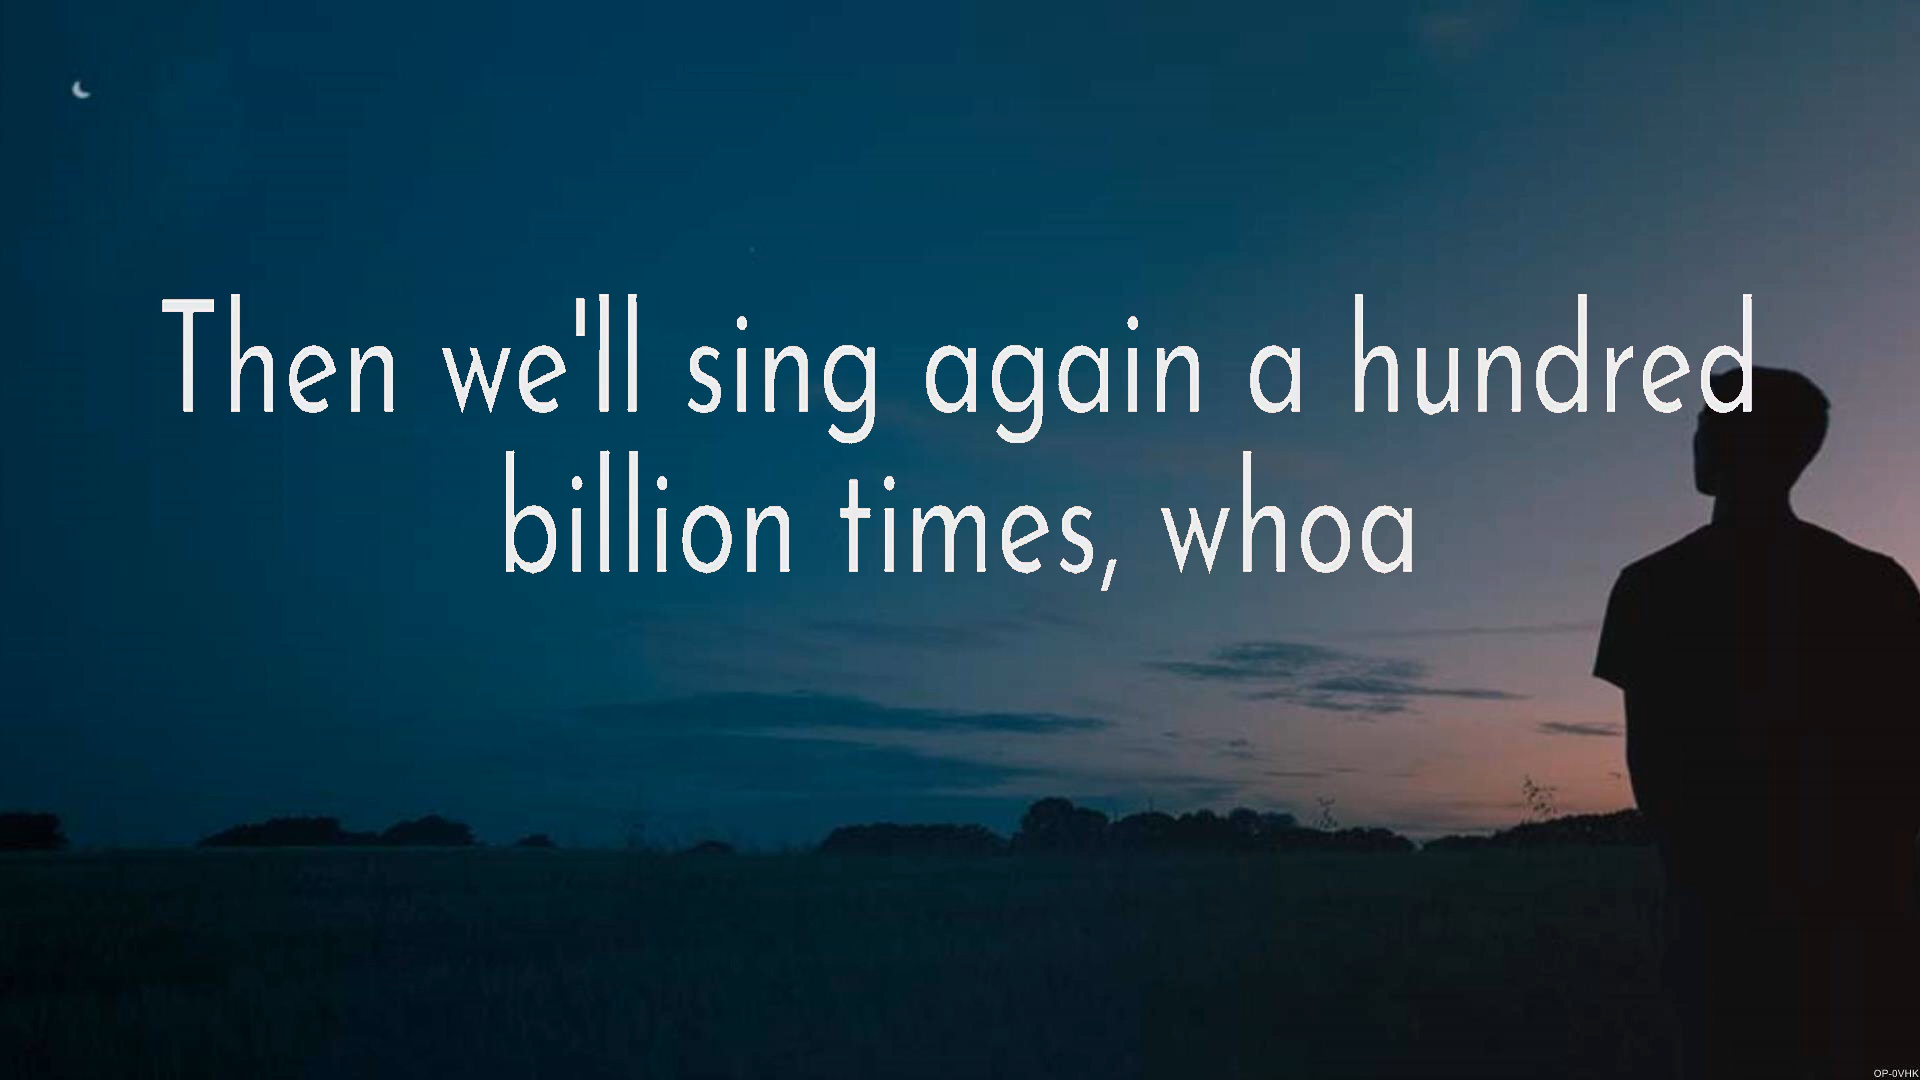 Then we'll sing again a hundred
billion times, whoa
OP-0VHK